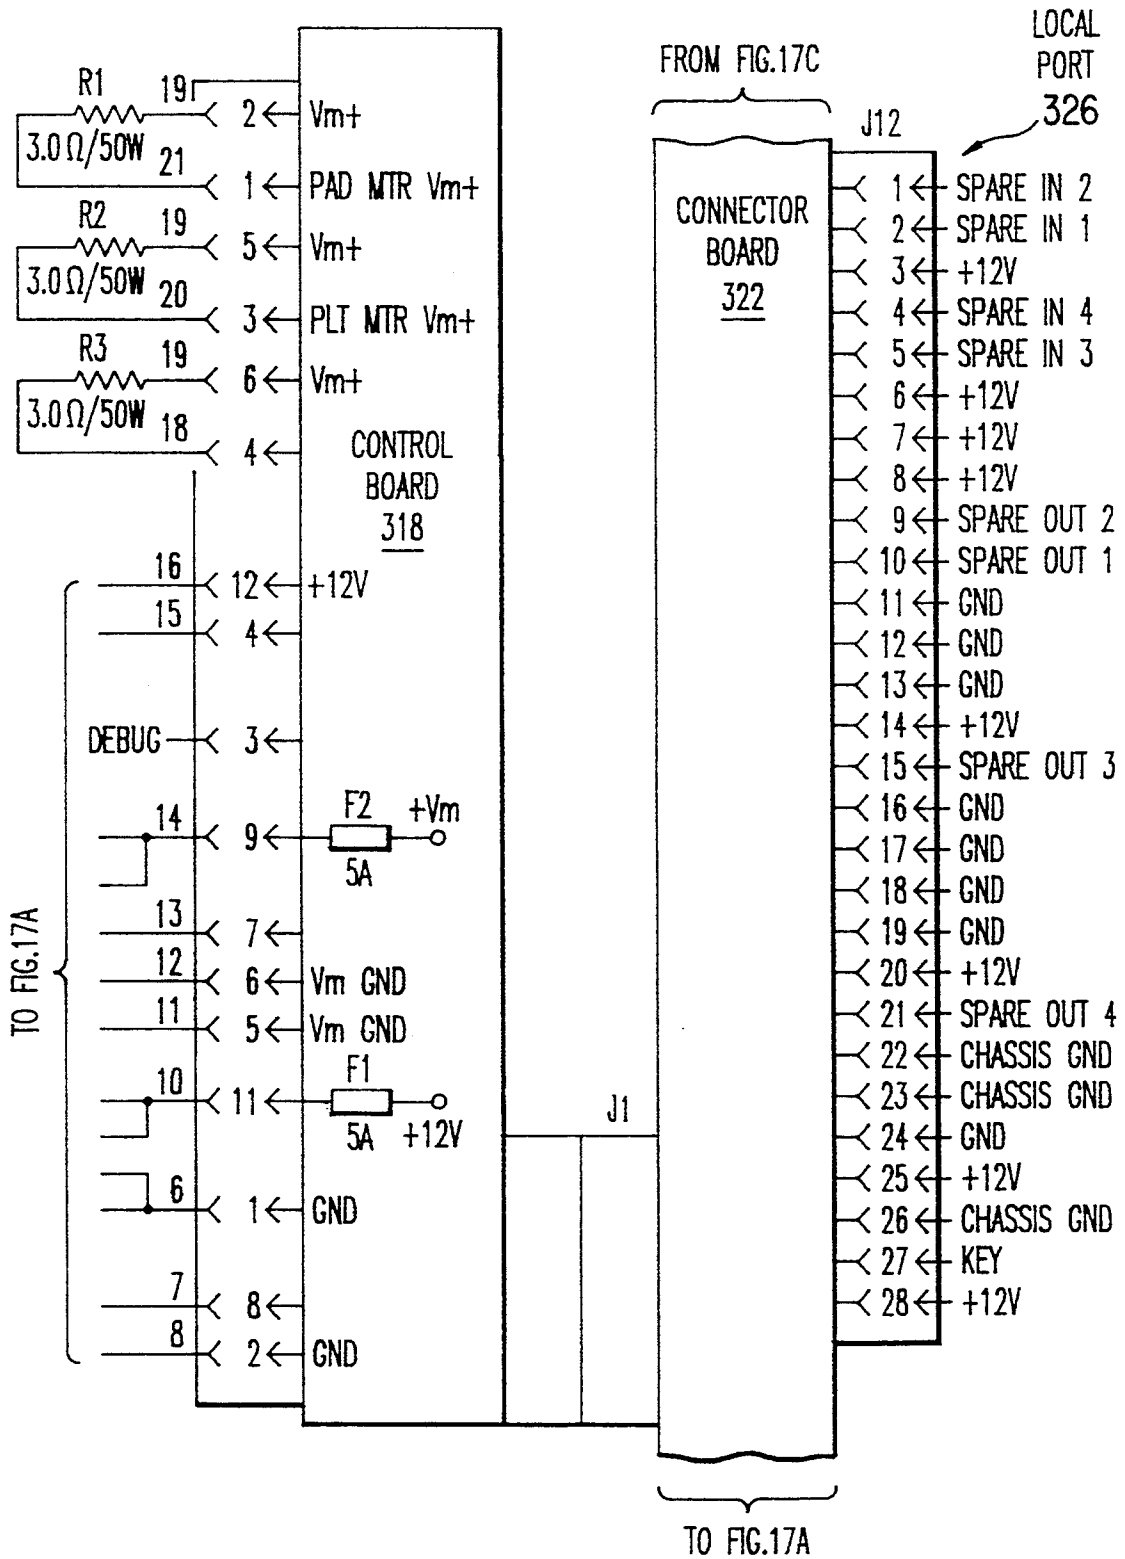 LOCAL
PORT
326
FROM FIG.17C
J12
CONNECTOR
BOARD
322
R1
3.0Ω/50W
19
2
Vm+
21
1
PAD MTR Vm+
R2
3.0Ω/50W
19
5
Vm+
20
3
PLT MTR Vm+
R3
3.0Ω/50W
19
6
Vm+
18
4
CONTROL
BOARD
318
TO FIG.17A
16
12
+12V
15
4
DEBUG
3
14
9
F2
5A
+Vm
13
7
12
6
Vm GND
11
5
Vm GND
10
11
F1
5A
+12V
6
1
GND
7
8
8
2
GND
J1
1 SPARE IN 2
2 SPARE IN 1
3 +12V
4 SPARE IN 4
5 SPARE IN 3
6 +12V
7 +12V
8 +12V
9 SPARE OUT 2
10 SPARE OUT 1
11 GND
12 GND
13 GND
14 +12V
15 SPARE OUT 3
16 GND
17 GND
18 GND
19 GND
20 +12V
21 SPARE OUT 4
22 CHASSIS GND
23 CHASSIS GND
24 GND
25 +12V
26 CHASSIS GND
27 KEY
28 +12V
TO FIG.17A